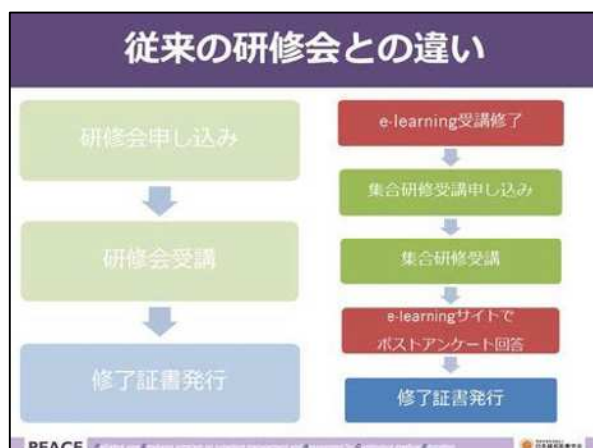 従来の研修会との違い
研修会申し込み
研修会受講
修了証書発行
e-learning受講修了
集合研修受講申し込み
集合研修受講
e-learningサイトで
ポストアンケート回答
修了証書発行
PEACE